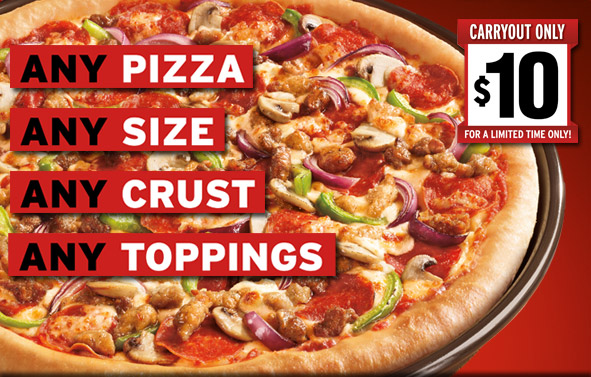 ANY PIZZA
ANY SIZE
ANY CRUST
ANY TOPPINGS
CARRYOUT ONLY
$10
FOR A LIMITED TIME ONLY!